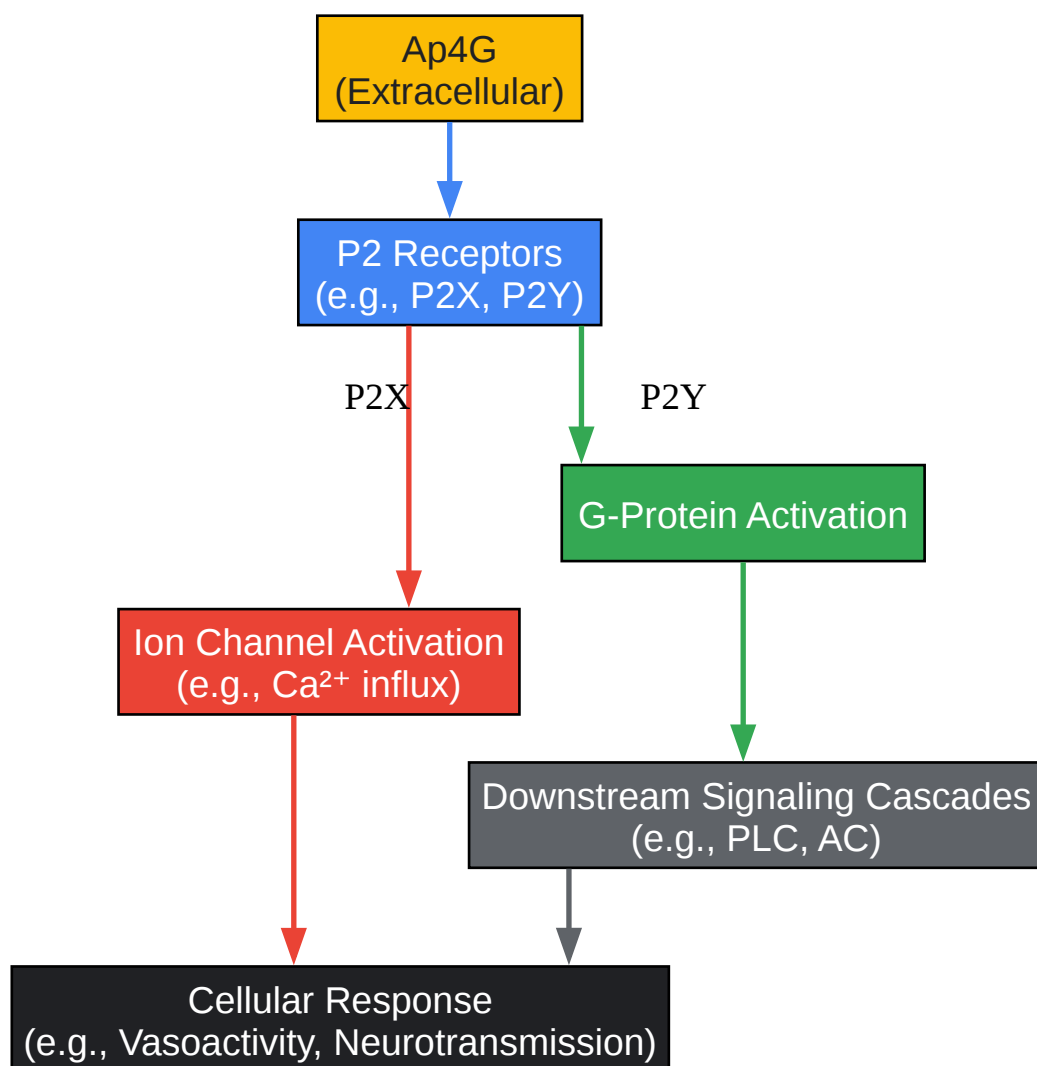 Ap4G
(Extracellular)
P2 Receptors
(e.g., P2X, P2Y)
P2X
P2Y
G-Protein Activation
Ion Channel Activation
(e.g., Ca²⁺ influx)
Downstream Signaling Cascades
(e.g., PLC, AC)
Cellular Response
(e.g., Vasoactivity, Neurotransmission)